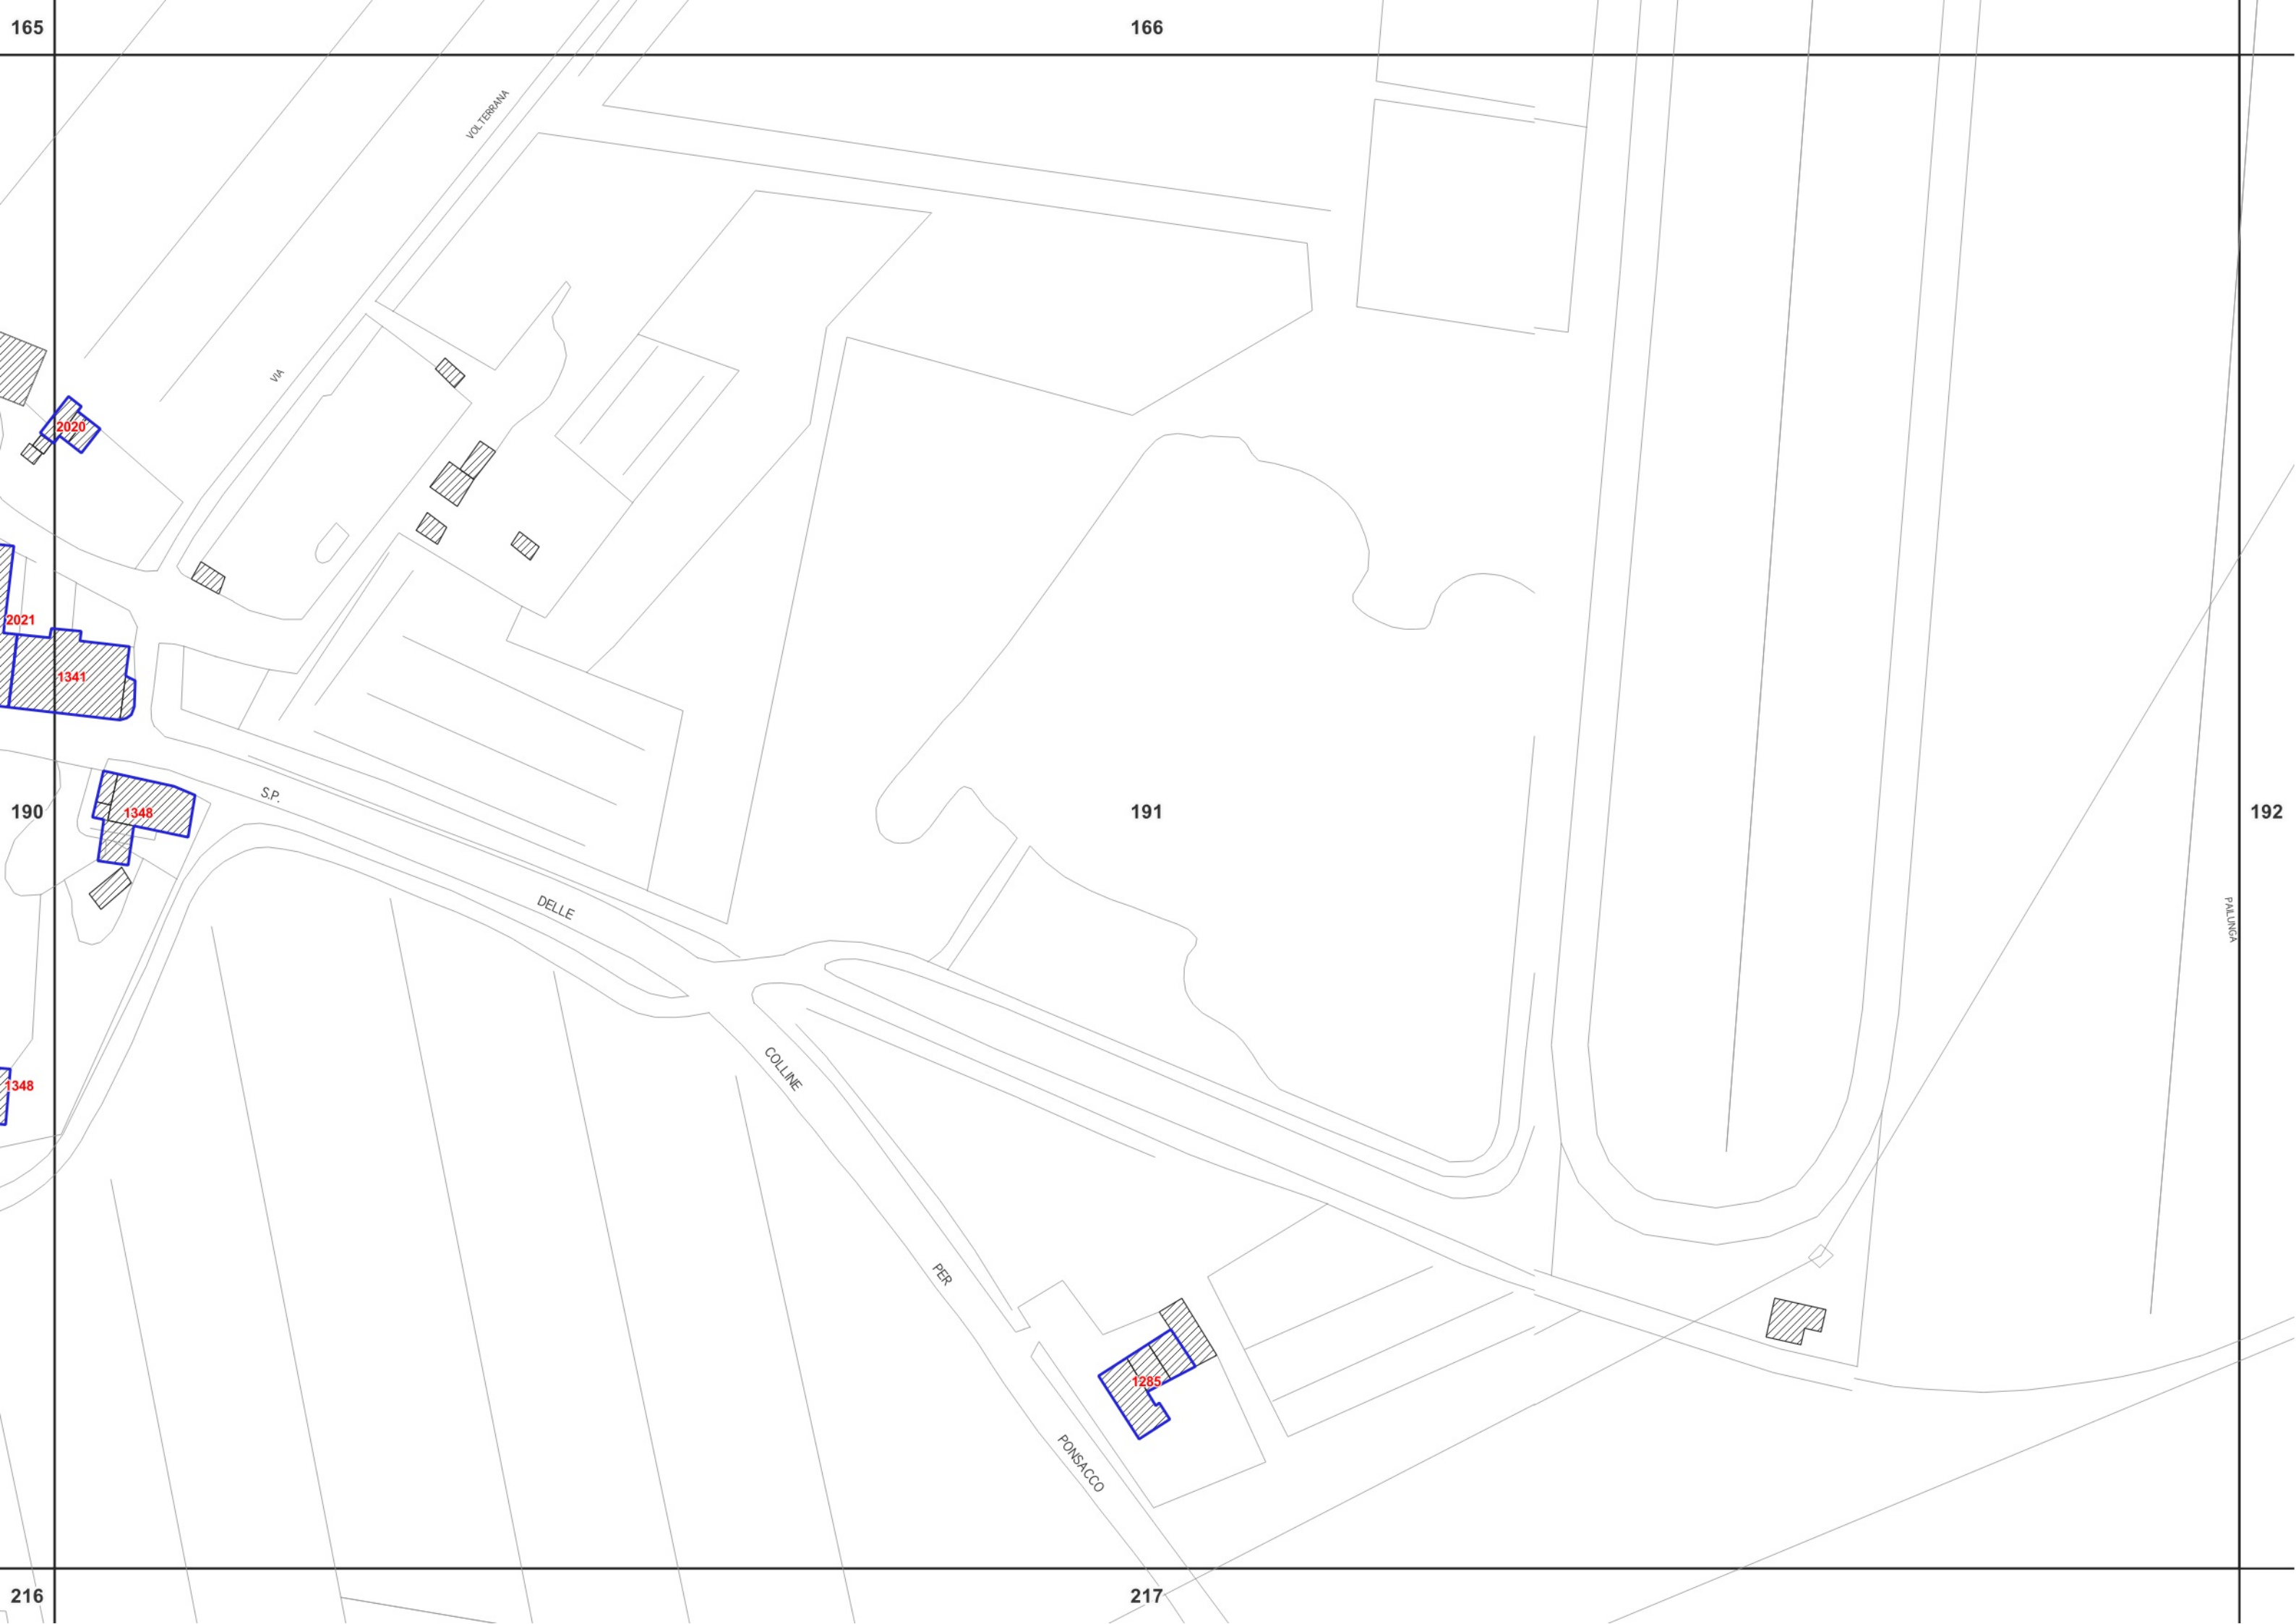 165
166
VOLTERRANA
VIA
2020
2021
1341
190
1348
S.P.
191
192
DELLE
PAILUNGA
COLLINE
1348
PER
1285
PONSACCO
216
217